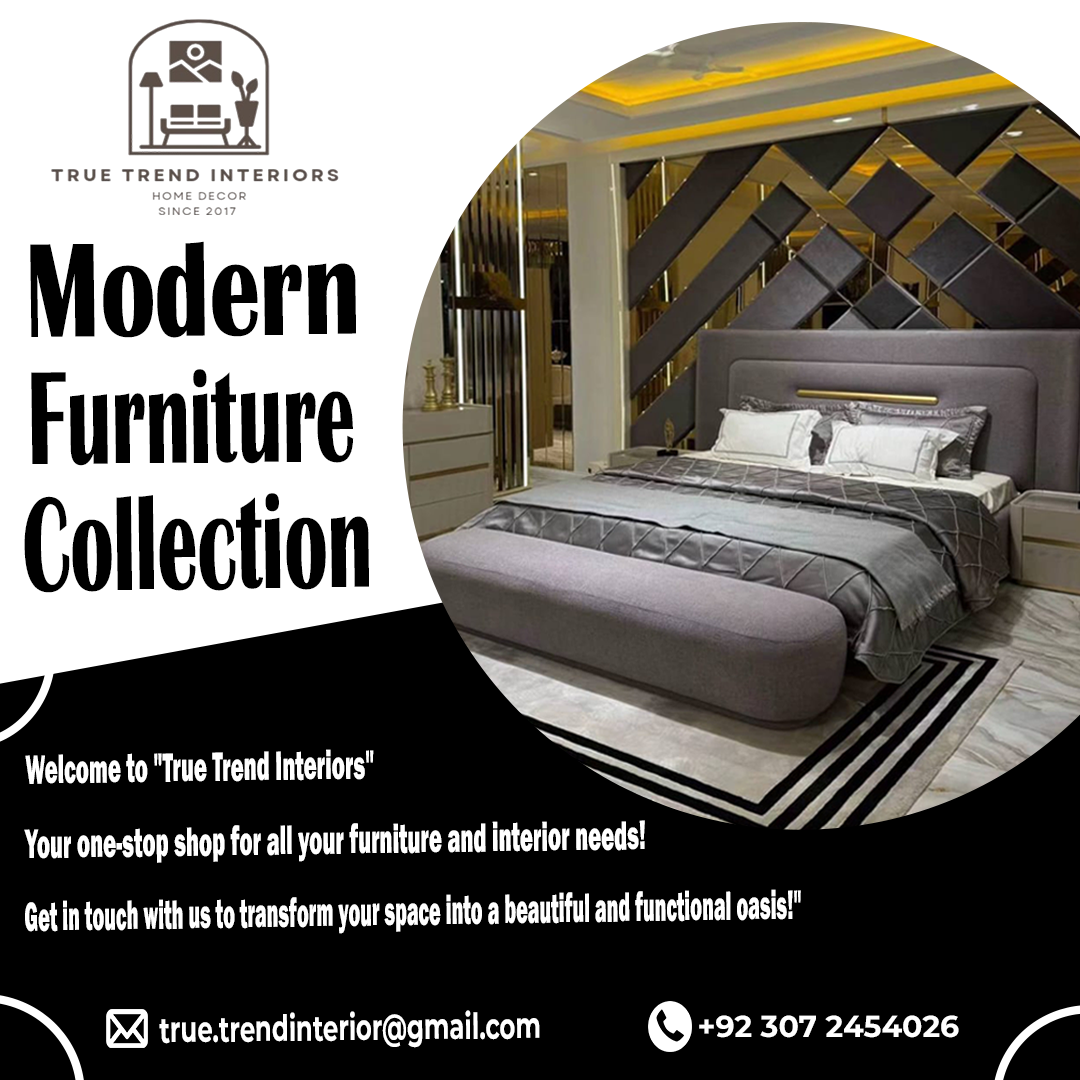 TRUE TREND INTERIORS
HOME DECOR
SINCE 2017
Modern
Furniture
Collection
Welcome to "True Trend Interiors"
Your one-stop shop for all your furniture and interior needs!
Get in touch with us to transform your space into a beautiful and functional oasis!"
true.trendinterior@gmail.com
+92 307 2454026